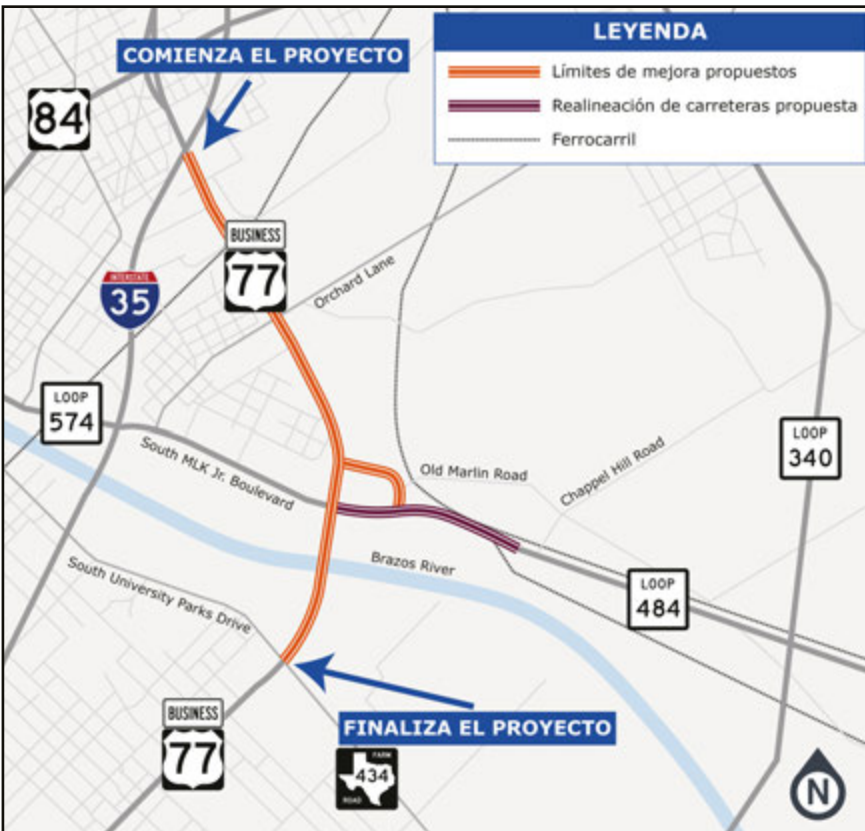 LEYENDA
Límites de mejora propuestos
Realineación de carreteras propuesta
Ferrocarril
COMIENZA EL PROYECTO
84
BUSINESS
77
INTERSTATE
35
Orchard Lane
LOOP
574
LOOP
340
South MLK Jr. Boulevard
Old Marlin Road
Chappel Hill Road
Brazos River
South University Parks Drive
LOOP
484
BUSINESS
77
FINALIZA EL PROYECTO
FARM
434
ROAD
N